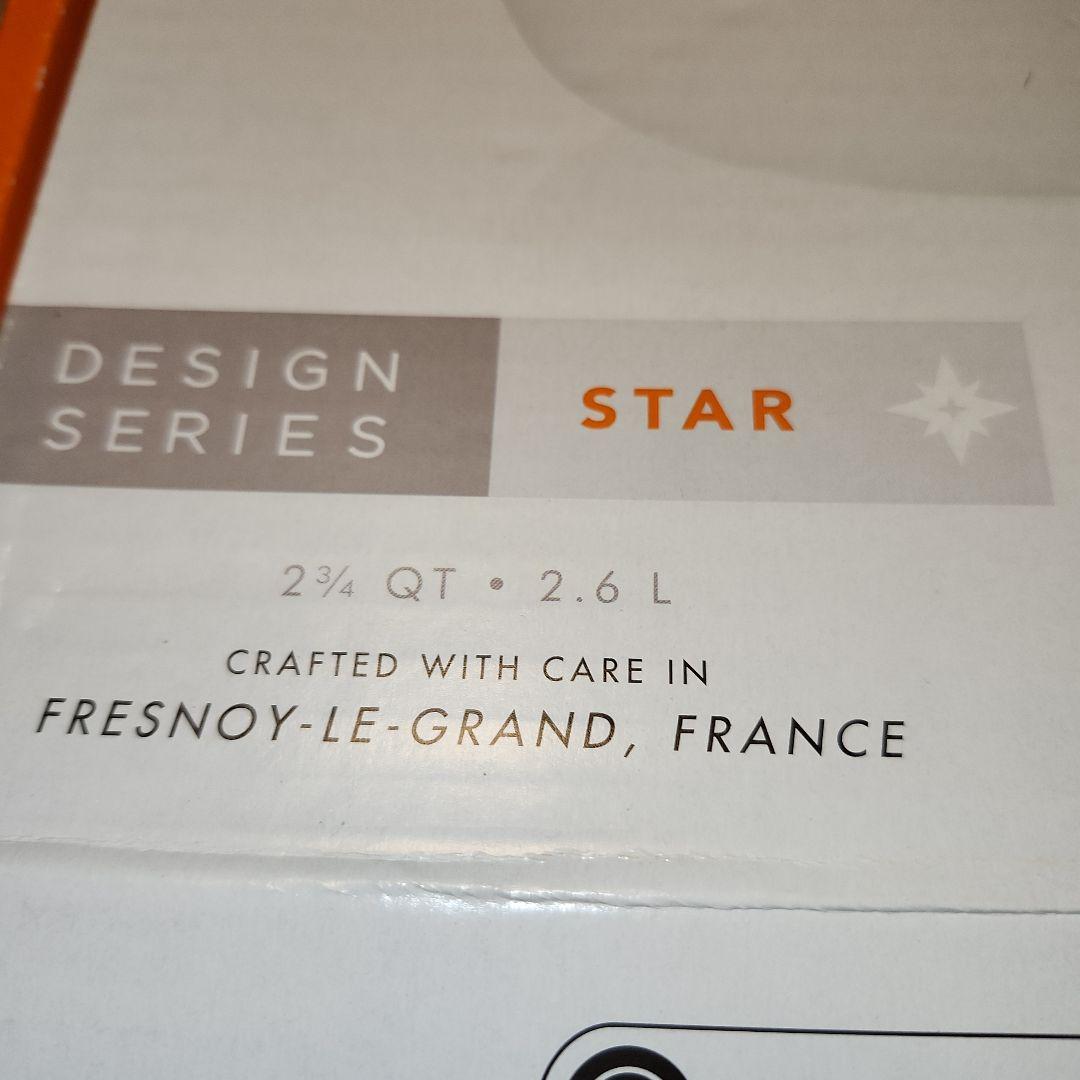 DESIGN
SERIES
STAR
2¾ QT • 2.6 L
CRAFTED WITH CARE IN
FRESNOY-LE-GRAND, FRANCE